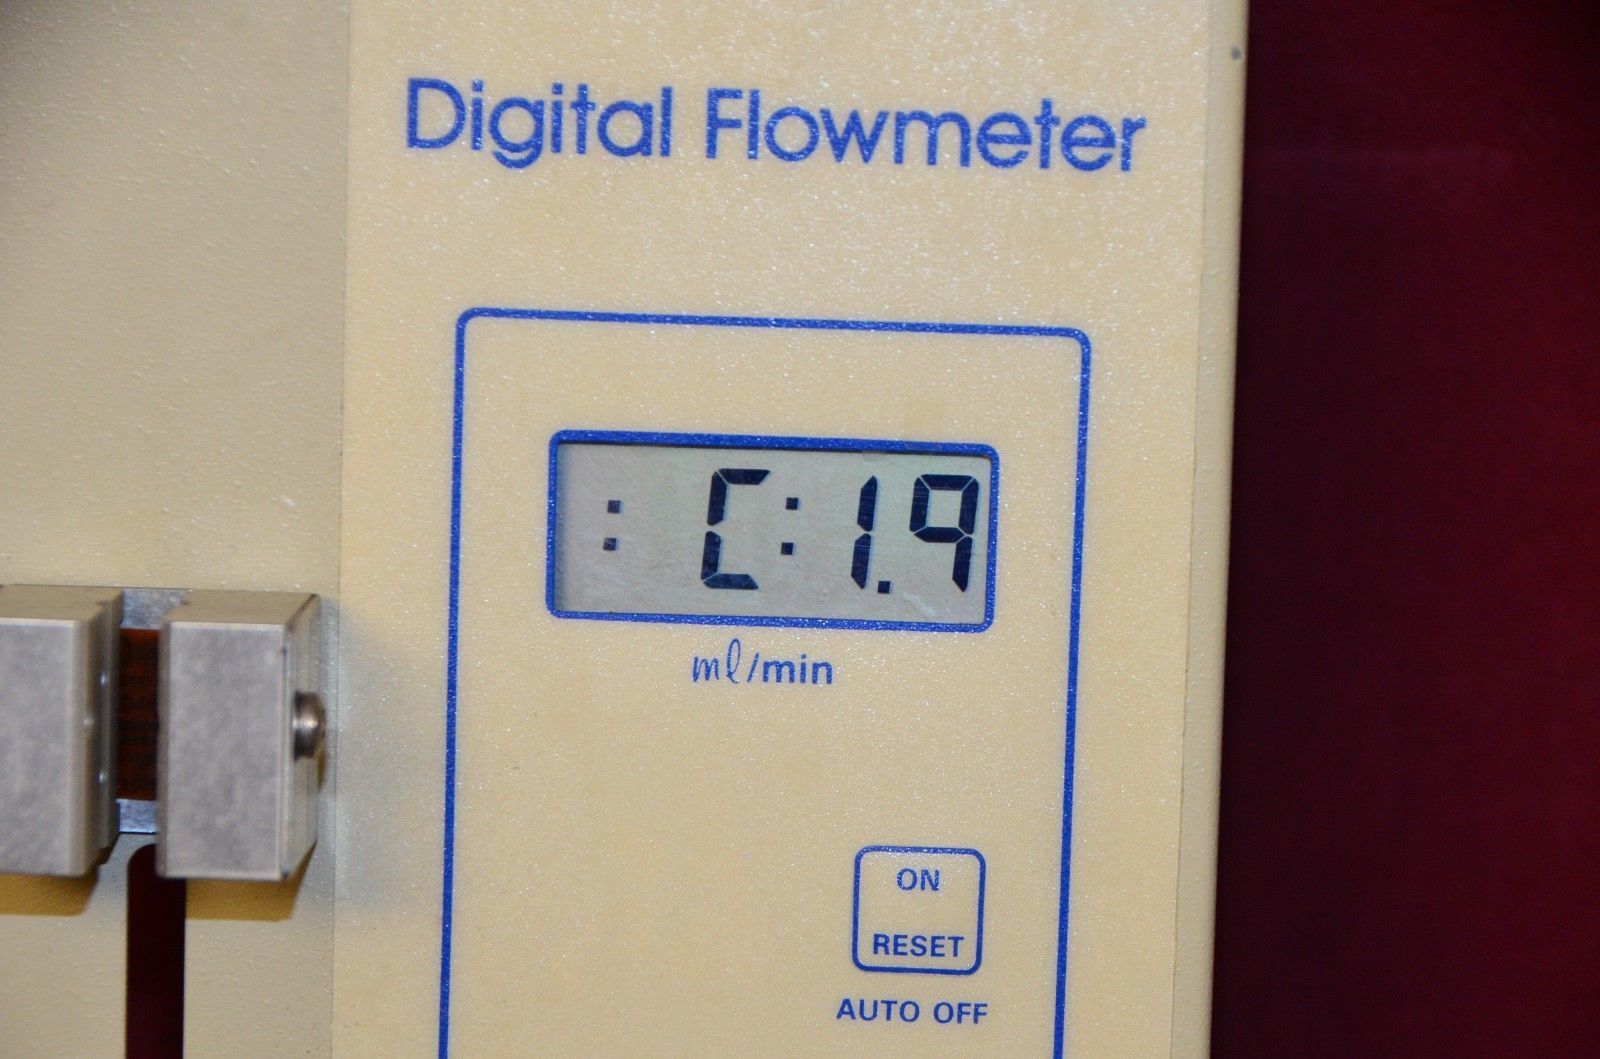 Digital Flowmeter
: C:1.9
ml/min
ON
RESET
AUTO OFF